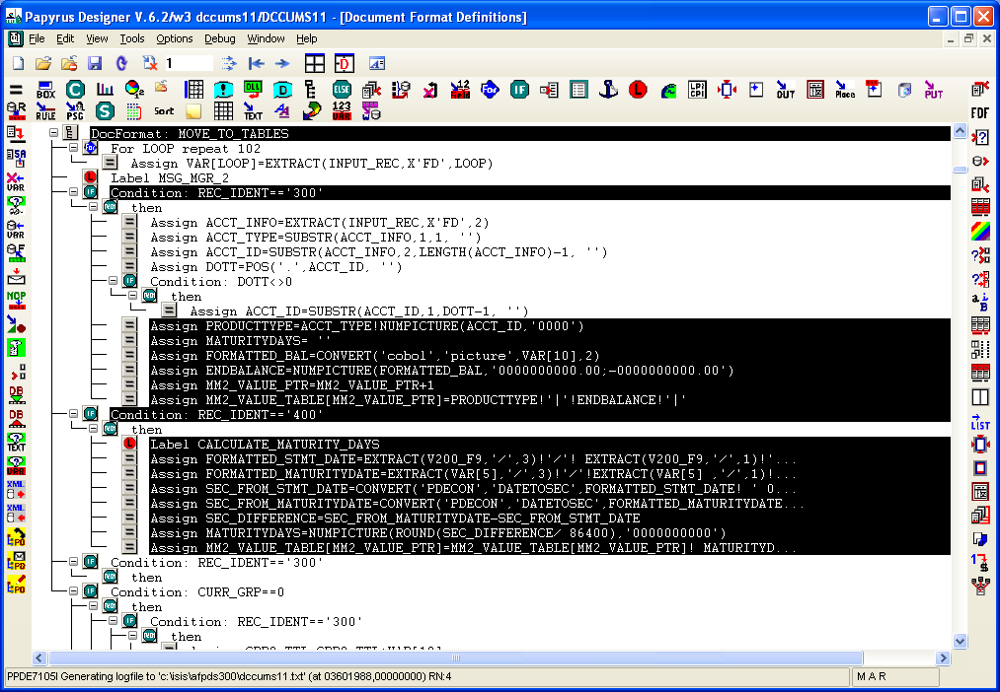 Papyrus Designer V.6.2/w3 dccums11/DCCUMS11 - [Document Format Definitions]
File Edit View Tools Options Debug Window Help
1
DocFormat: MOVE_TO_TABLES
For LOOP repeat 102
Assign VAR[LOOP]=EXTRACT(INPUT_REC,X'FD',LOOP)
Label MSG_MGR_2
Condition: REC_IDENT=='300'
then
Assign ACCT_INFO=EXTRACT(INPUT_REC,X'FD',2)
Assign ACCT_TYPE=SUBSTR(ACCT_INFO,1,1, '')
Assign ACCT_ID=SUBSTR(ACCT_INFO,2,LENGTH(ACCT_INFO)-1, '')
Assign DOTT=POS('.',ACCT_ID, '')
Condition: DOTT<>0
then
Assign ACCT_ID=SUBSTR(ACCT_ID,1,DOTT-1, '')
Assign PRODUCTTYPE=ACCT_TYPE!NUMPICTURE(ACCT_ID,'0000')
Assign MATURITYDAYS= ''
Assign FORMATTED_BAL=CONVERT('cobol','picture',VAR[10],2)
Assign ENDBALANCE=NUMPICTURE(FORMATTED_BAL,'0000000000.00;-0000000000.00')
Assign MM2_VALUE_PTR=MM2_VALUE_PTR+1
Assign MM2_VALUE_TABLE[MM2_VALUE_PTR]=PRODUCTTYPE!'|'!ENDBALANCE!'|'
Condition: REC_IDENT=='400'
then
Label CALCULATE_MATURITY_DAYS
Assign FORMATTED_STMT_DATE=EXTRACT(V200_F9,'/',3)!'/'! EXTRACT(V200_F9,'/',1)!'...
Assign FORMATTED_MATURITYDATE=EXTRACT(VAR[5],'/',3)!'/'!EXTRACT(VAR[5] ,'/',1)!...
Assign SEC_FROM_STMT_DATE=CONVERT('PDECON','DATETOSEC',FORMATTED_STMT_DATE! ' 0...
Assign SEC_FROM_MATURITYDATE=CONVERT('PDECON','DATETOSEC',FORMATTED_MATURITYDATE...
Assign SEC_DIFFERENCE=SEC_FROM_MATURITYDATE-SEC_FROM_STMT_DATE
Assign MATURITYDAYS=NUMPICTURE(ROUND(SEC_DIFFERENCE/ 86400),'0000000000')
Assign MM2_VALUE_TABLE[MM2_VALUE_PTR]=MM2_VALUE_TABLE[MM2_VALUE_PTR]! MATURITYD...
Condition: REC_IDENT=='300'
then
Condition: CURR_GRP==0
then
Condition: REC_IDENT=='300'
then
PPDE7105I Generating logfile to 'c:\isis\afpds300\dccums11.txt' (at 03601988,00000000) RN:4
M A R